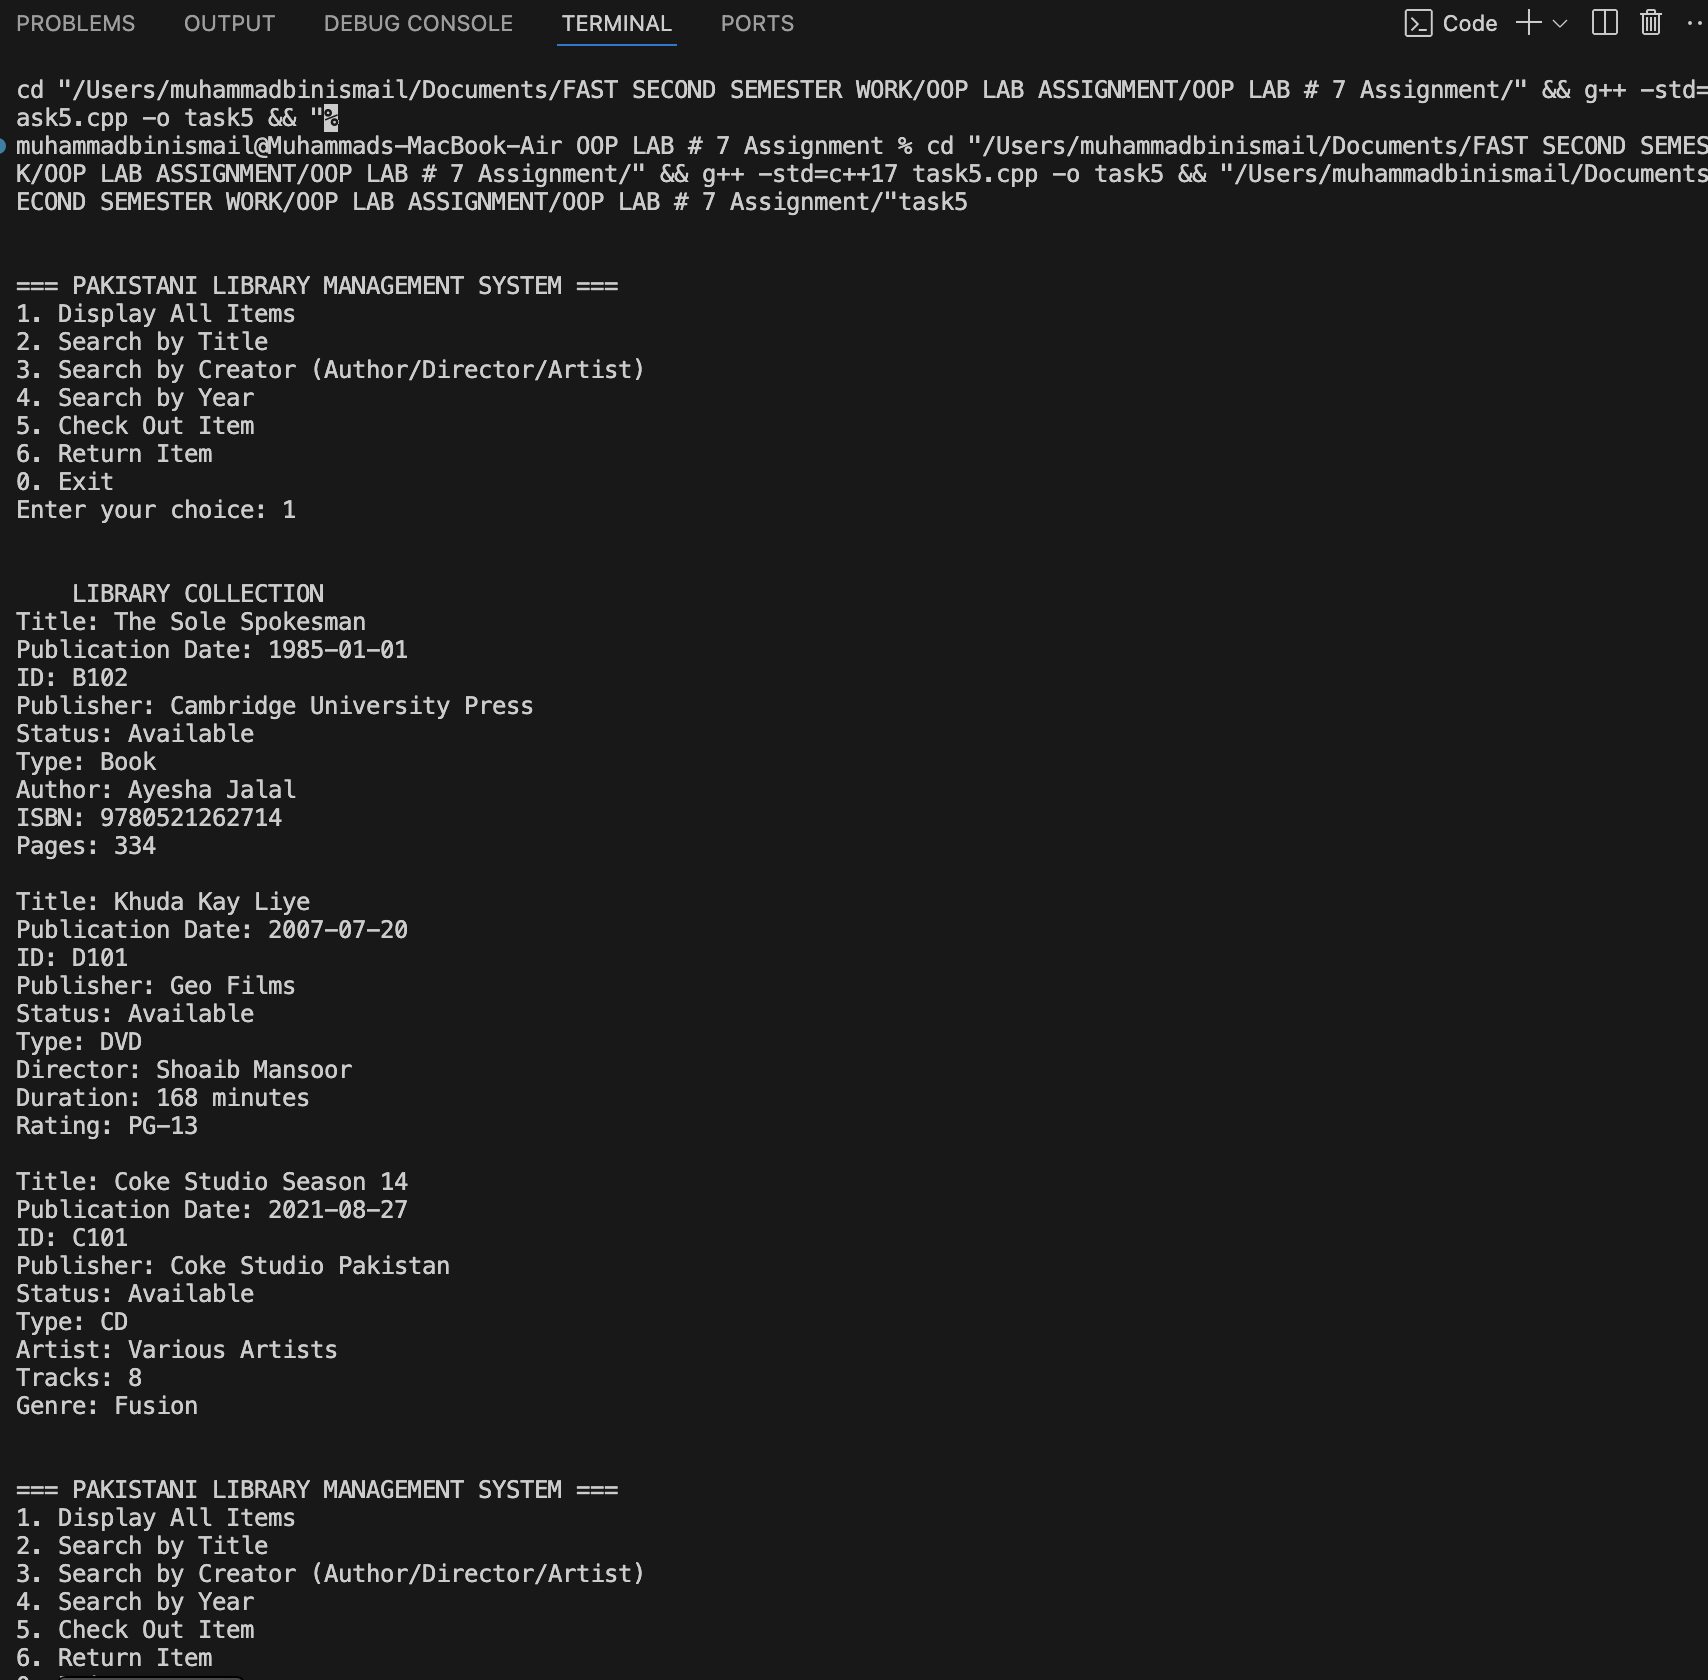 PROBLEMS OUTPUT DEBUG CONSOLE TERMINAL PORTS Code
cd "/Users/muhammadbinismail/Documents/FAST SECOND SEMESTER WORK/OOP LAB ASSIGNMENT/OOP LAB # 7 Assignment/" && g++ -std=
ask5.cpp -o task5 && "%
muhammadbinismail@Muhammads-MacBook-Air OOP LAB # 7 Assignment % cd "/Users/muhammadbinismail/Documents/FAST SECOND SEMES
K/OOP LAB ASSIGNMENT/OOP LAB # 7 Assignment/" && g++ -std=c++17 task5.cpp -o task5 && "/Users/muhammadbinismail/Documents
ECOND SEMESTER WORK/OOP LAB ASSIGNMENT/OOP LAB # 7 Assignment/"task5
=== PAKISTANI LIBRARY MANAGEMENT SYSTEM ===
1. Display All Items
2. Search by Title
3. Search by Creator (Author/Director/Artist)
4. Search by Year
5. Check Out Item
6. Return Item
0. Exit
Enter your choice: 1
LIBRARY COLLECTION
Title: The Sole Spokesman
Publication Date: 1985-01-01
ID: B102
Publisher: Cambridge University Press
Status: Available
Type: Book
Author: Ayesha Jalal
ISBN: 9780521262714
Pages: 334
Title: Khuda Kay Liye
Publication Date: 2007-07-20
ID: D101
Publisher: Geo Films
Status: Available
Type: DVD
Director: Shoaib Mansoor
Duration: 168 minutes
Rating: PG-13
Title: Coke Studio Season 14
Publication Date: 2021-08-27
ID: C101
Publisher: Coke Studio Pakistan
Status: Available
Type: CD
Artist: Various Artists
Tracks: 8
Genre: Fusion
=== PAKISTANI LIBRARY MANAGEMENT SYSTEM ===
1. Display All Items
2. Search by Title
3. Search by Creator (Author/Director/Artist)
4. Search by Year
5. Check Out Item
6. Return Item